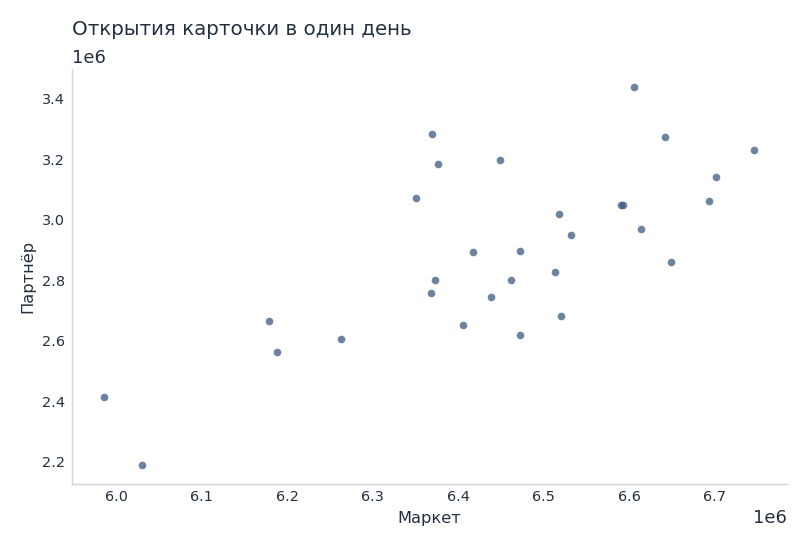 Открытия карточки в один день
1e6
3.4
3.2
3.0
2.8
2.6
2.4
2.2
Партнёр
6.0 6.1 6.2 6.3 6.4 6.5 6.6 6.7
Маркет
1e6